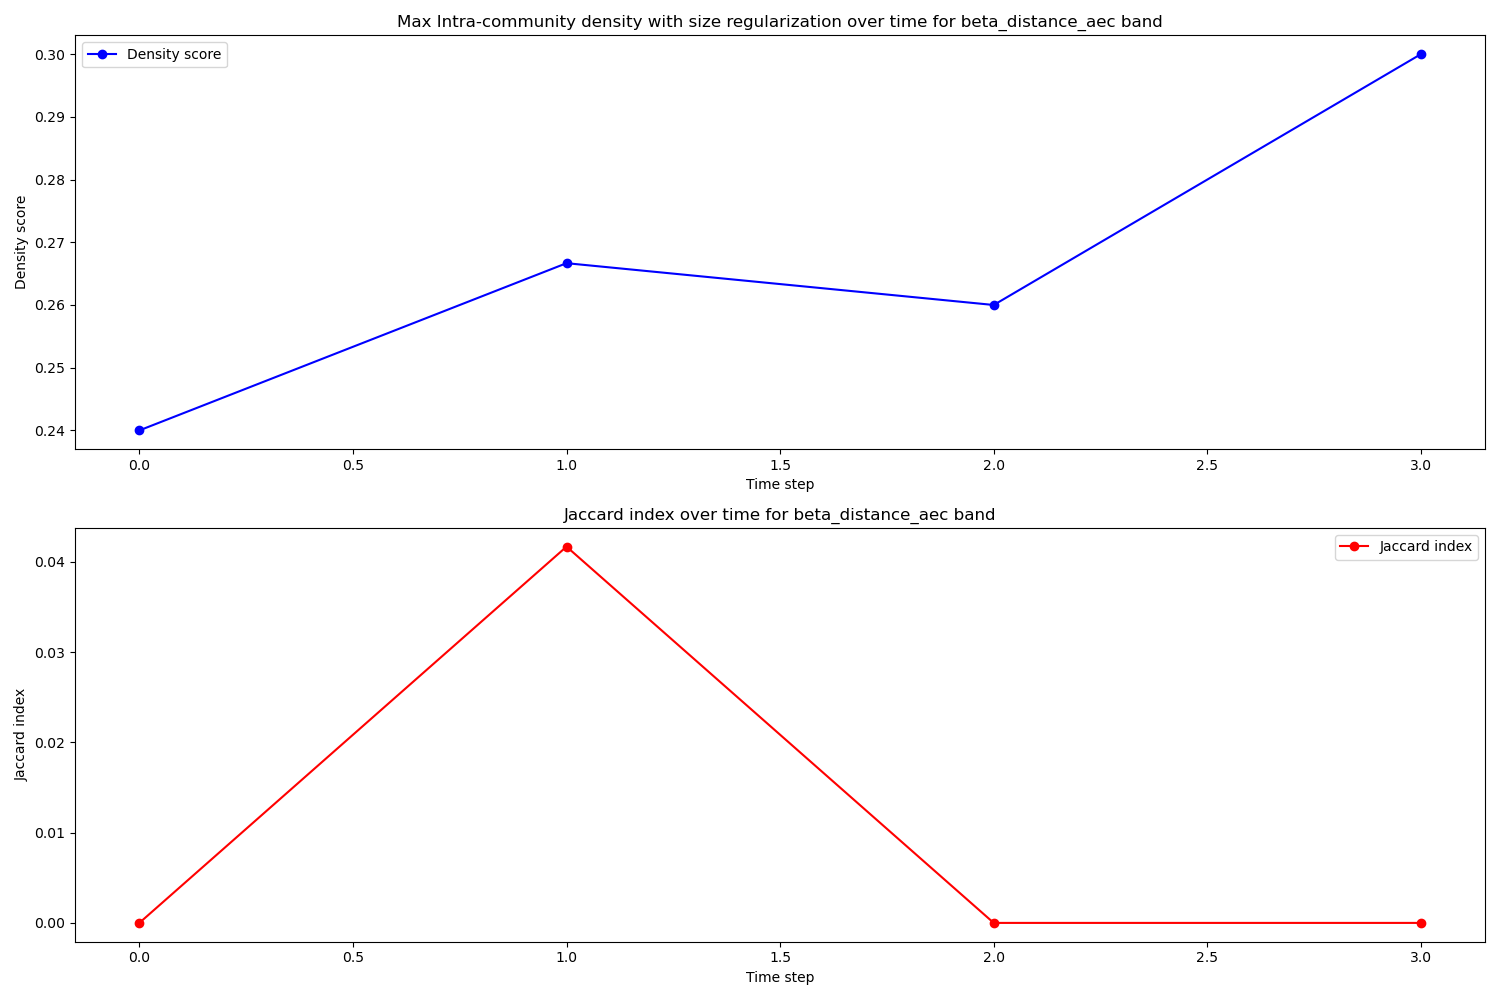 Max Intra-community density with size regularization over time for beta_distance_aec band
Density score
0.30
0.29
0.28
0.27
0.26
0.25
0.24
Density score
0.0 0.5 1.0 1.5 2.0 2.5 3.0
Time step
Jaccard index over time for beta_distance_aec band
Jaccard index
0.04
0.03
0.02
0.01
0.00
Jaccard index
0.0 0.5 1.0 1.5 2.0 2.5 3.0
Time step